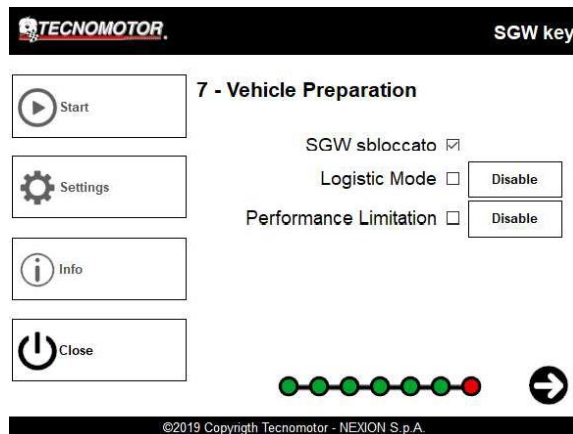 TECNOMOTOR.
SGW key
7 - Vehicle Preparation
Start
SGW sbloccato
Logistic Mode
Disable
Settings
Performance Limitation
Disable
Info
Close
©2019 Copyrigth Tecnomotor - NEXION S.p.A.